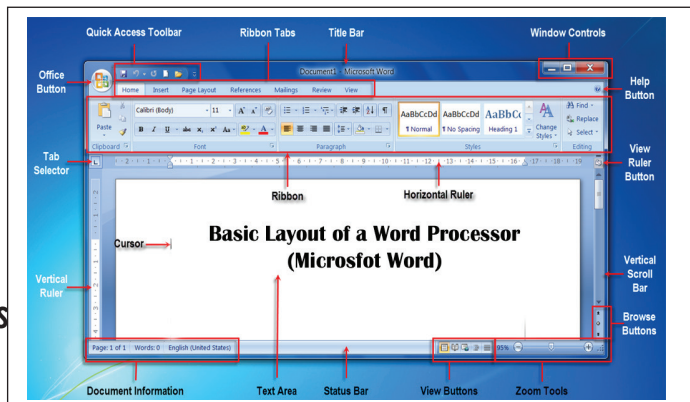 Quick Access Toolbar Ribbon Tabs Title Bar Window Controls
Document1 - Microsoft Word
Office Button
Home Insert Page Layout References Mailings Review View
Help Button
Calibri (Body) 11
AaBbCcDd AaBbCcDd AaBbCc
Paste
¶ Normal ¶ No Spacing Heading 1
Change Styles
Find
Replace
Select
Clipboard Font Paragraph Styles Editing
Tab Selector
View Ruler Button
Ribbon Horizontal Ruler
Basic Layout of a Word Processor
(Microsfot Word)
Cursor
Vertical Ruler
Vertical Scroll Bar
S
Browse Buttons
Page: 1 of 1 Words: 0 English (United States) 95%
Document Information Text Area Status Bar View Buttons Zoom Tools